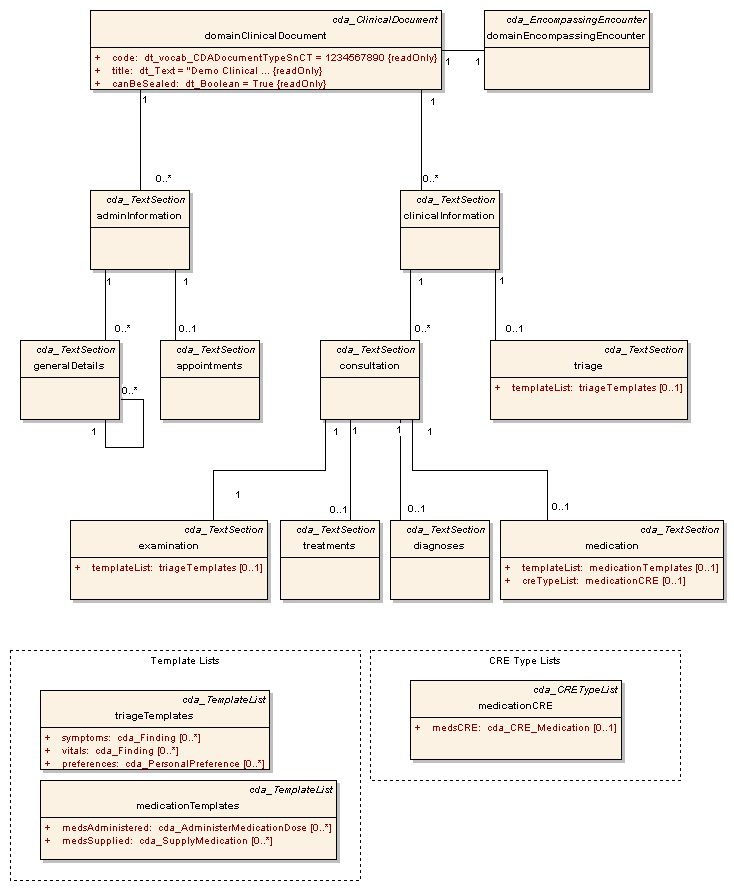 cda_ClinicalDocument
domainClinicalDocument
+ code: dt_vocab_CDADocumentTypeSnCT = 1234567890 {readOnly}
+ title: dt_Text = "Demo Clinical ... {readOnly}
+ canBeSealed: dt_Boolean = True {readOnly}
cda_EncompassingEncounter
domainEncompassingEncounter
1
1
1
1
0..*
0..*
cda_TextSection
adminInformation
cda_TextSection
clinicalInformation
1
1
1
1
0..*
0..1
0..*
0..1
cda_TextSection
generalDetails
0..*
1
cda_TextSection
appointments
cda_TextSection
consultation
cda_TextSection
triage
+ templateList: triageTemplates [0..1]
1
1
1
1
1
0..1
0..1
0..1
cda_TextSection
examination
+ templateList: triageTemplates [0..1]
cda_TextSection
treatments
cda_TextSection
diagnoses
cda_TextSection
medication
+ templateList: medicationTemplates [0..1]
+ creTypeList: medicationCRE [0..1]
Template Lists
cda_TemplateList
triageTemplates
+ symptoms: cda_Finding [0..*]
+ vitals: cda_Finding [0..*]
+ preferences: cda_PersonalPreference [0..*]
cda_TemplateList
medicationTemplates
+ medsAdministered: cda_AdministerMedicationDose [0..*]
+ medsSupplied: cda_SupplyMedication [0..*]
CRE Type Lists
cda_CRETypeList
medicationCRE
+ medsCRE: cda_CRE_Medication [0..1]